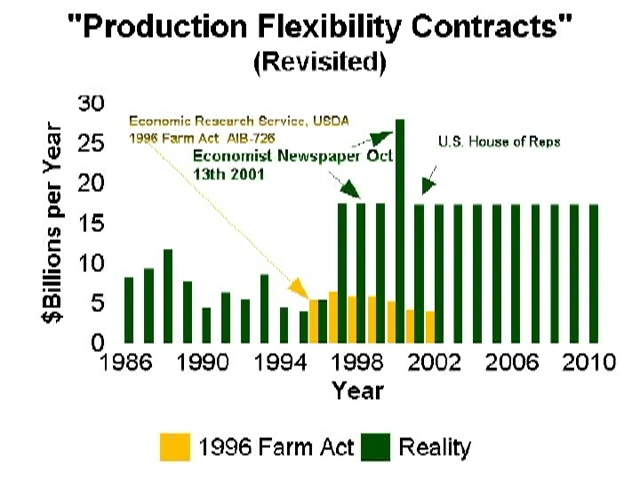 "Production Flexibility Contracts"
(Revisited)
30
25
20
15
10
5
0
$Billions per Year
Economic Research Service, USDA
1996 Farm Act AIB-726
Economist Newspaper Oct
13th 2001
U.S. House of Reps
1986 1990 1994 1998 2002 2006 2010
Year
1996 Farm Act Reality